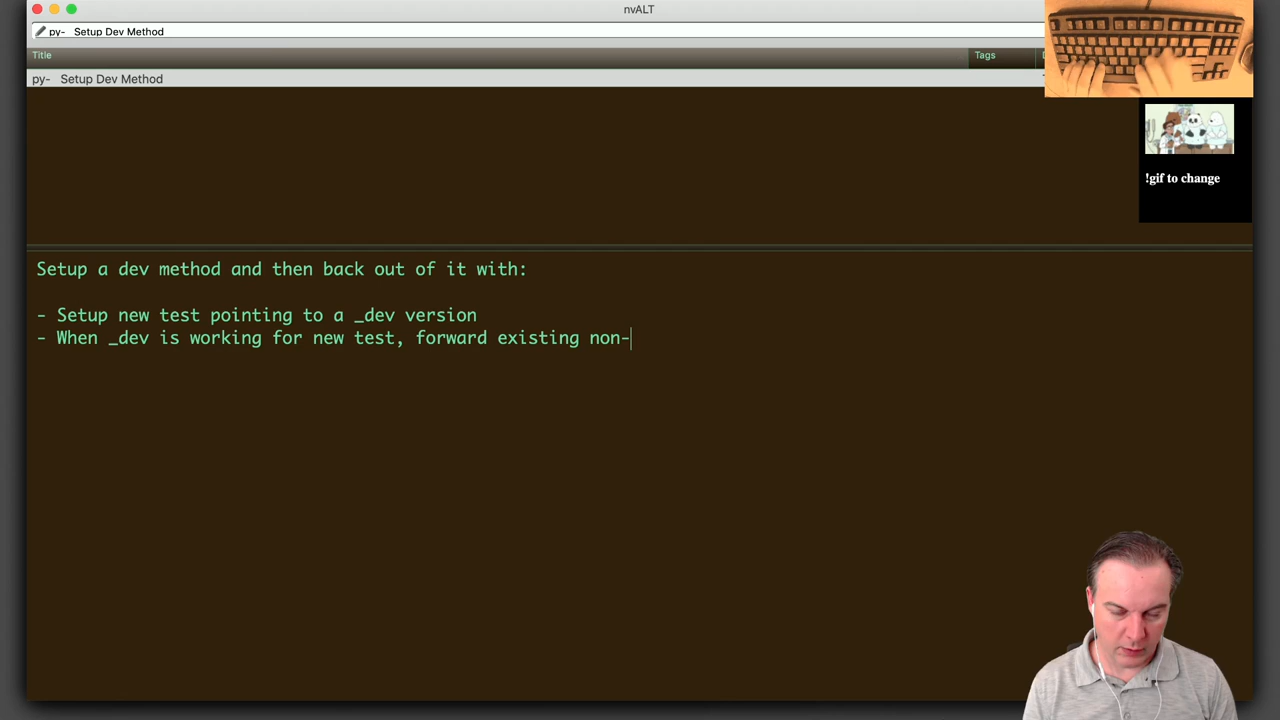 nvALT
py-  Setup Dev Method
Title
Tags
py-  Setup Dev Method
!gif to change
Setup a dev method and then back out of it with:
- Setup new test pointing to a _dev version
- When _dev is working for new test, forward existing non-